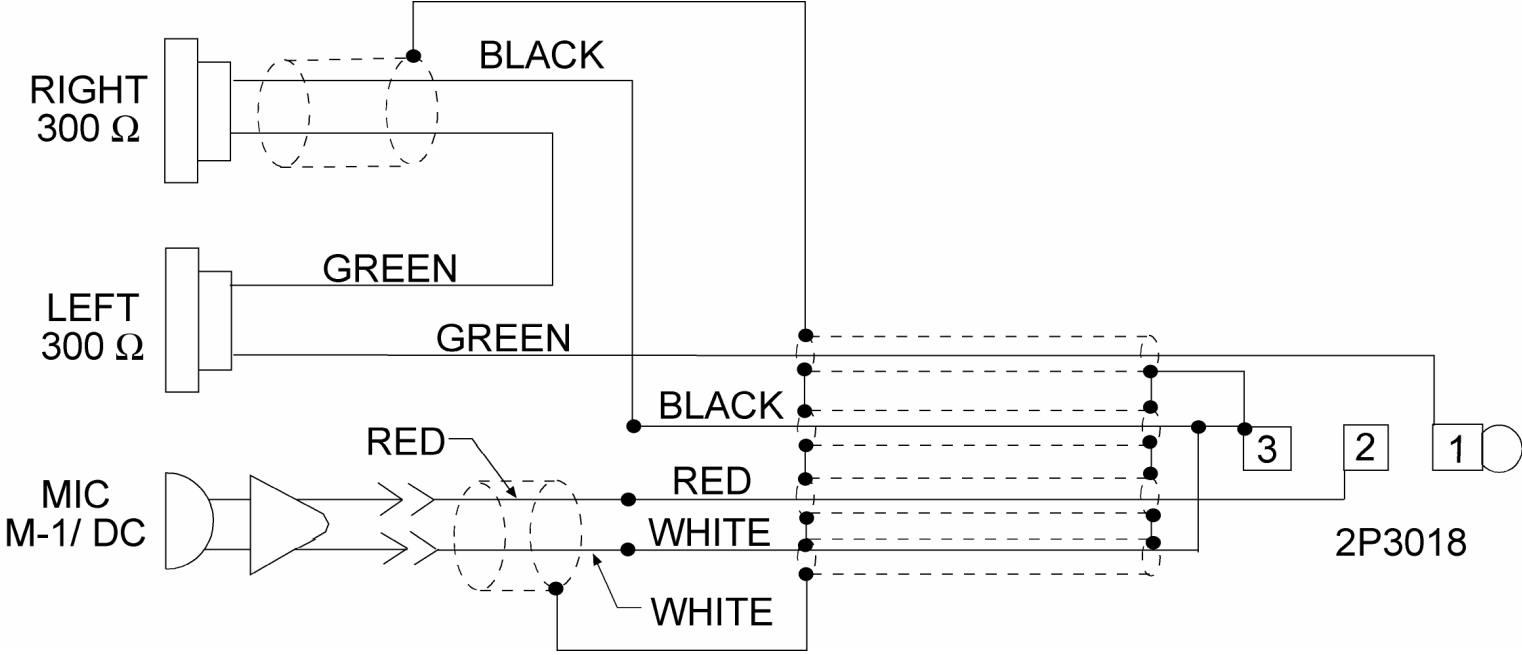 BLACK
RIGHT
300 Ω
GREEN
LEFT
300 Ω
GREEN
BLACK
RED
3
2
1
MIC
M-1/ DC
RED
WHITE
2P3018
WHITE